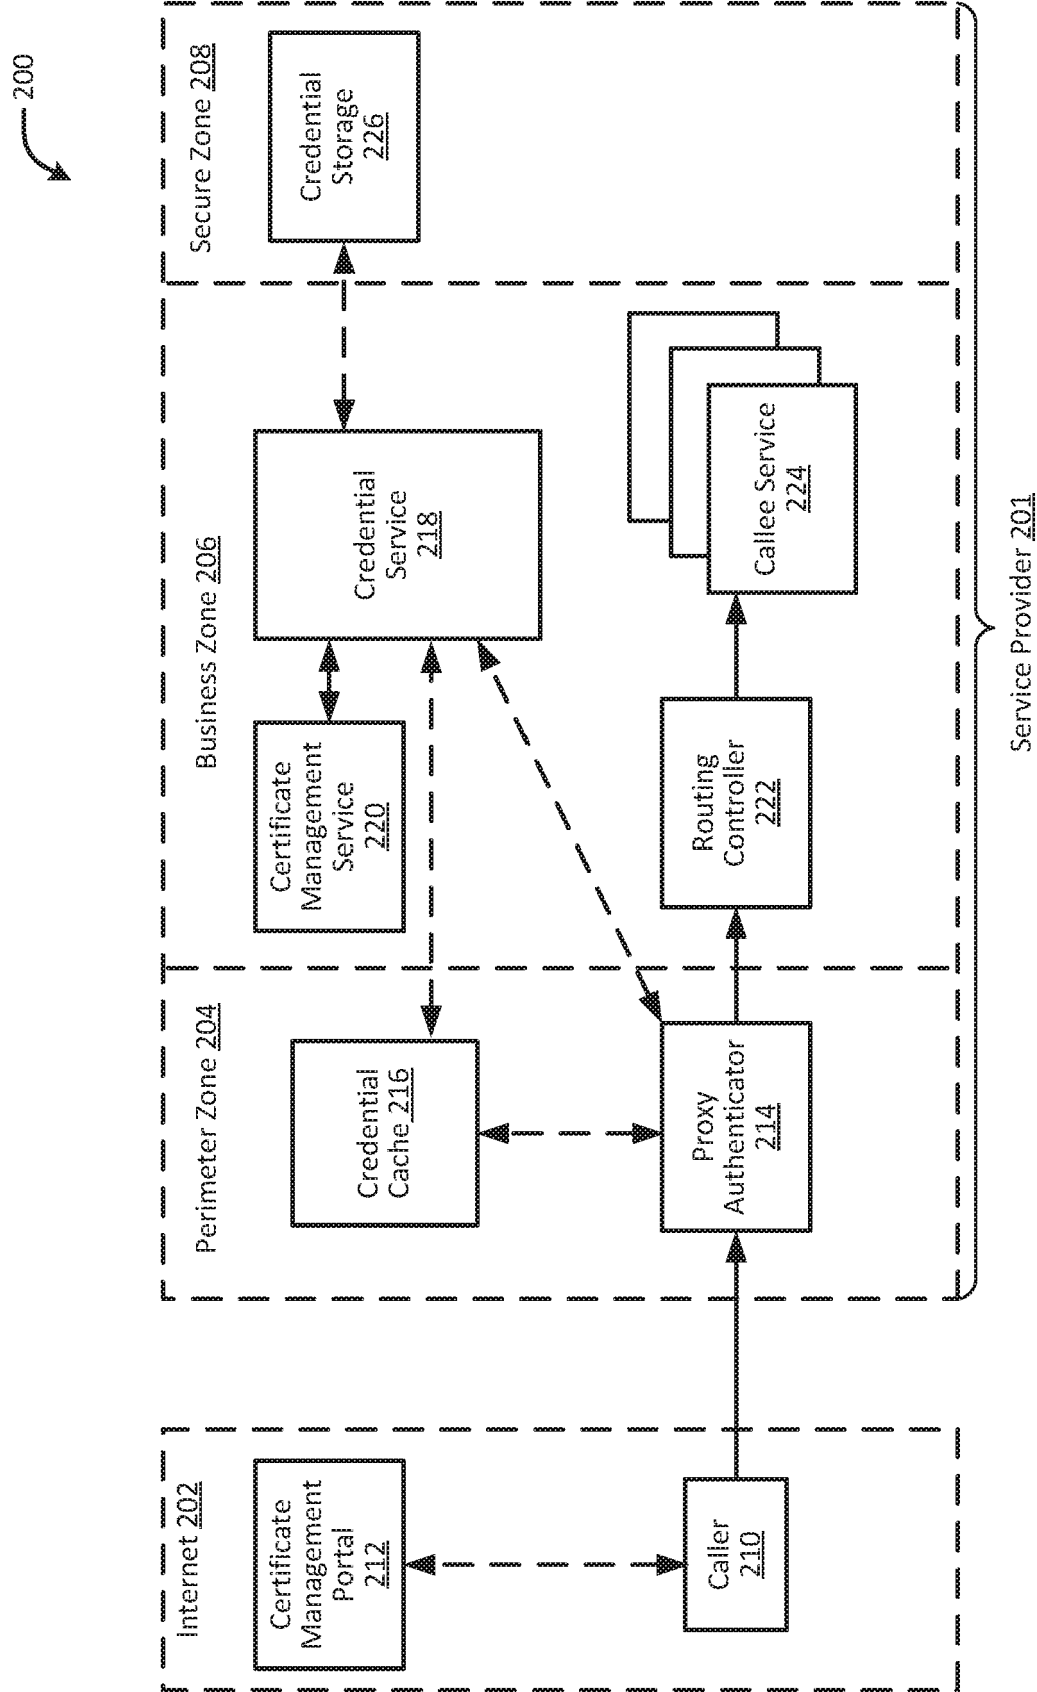 200
Internet 202
Certificate
Management
Portal
212
Caller
210
Perimeter Zone 204
Credential
Cache 216
Proxy
Authenticator
214
Business Zone 206
Certificate
Management
Service
220
Credential
Service
218
Routing
Controller
222
Callee Service
224
Secure Zone 208
Credential
Storage
226
Service Provider 201